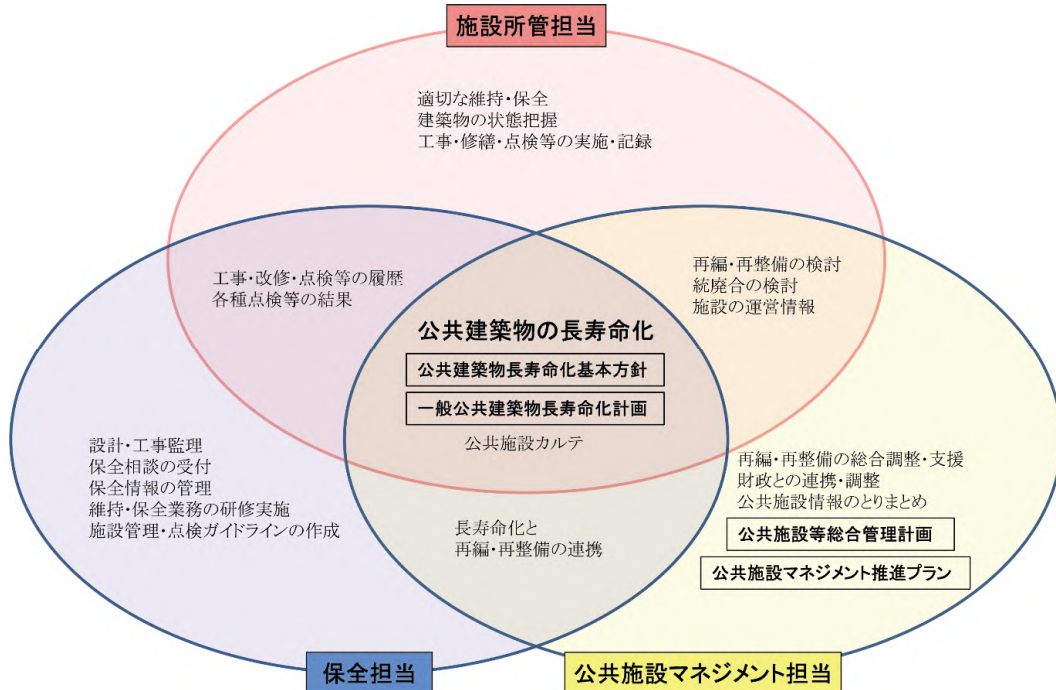 施設所管担当
適切な維持・保全
建築物の状態把握
工事・修繕・点検等の実施・記録
工事・改修・点検等の履歴
各種点検等の結果
再編・再整備の検討
統廃合の検討
施設の運営情報
公共建築物の長寿命化
公共建築物長寿命化基本方針
一般公共建築物長寿命化計画
公共施設カルテ
設計・工事監理
保全相談の受付
保全情報の管理
維持・保全業務の研修実施
施設管理・点検ガイドラインの作成
長寿命化と
再編・再整備の連携
再編・再整備の総合調整・支援
財政との連携・調整
公共施設情報のとりまとめ
公共施設等総合管理計画
公共施設マネジメント推進プラン
保全担当
公共施設マネジメント担当